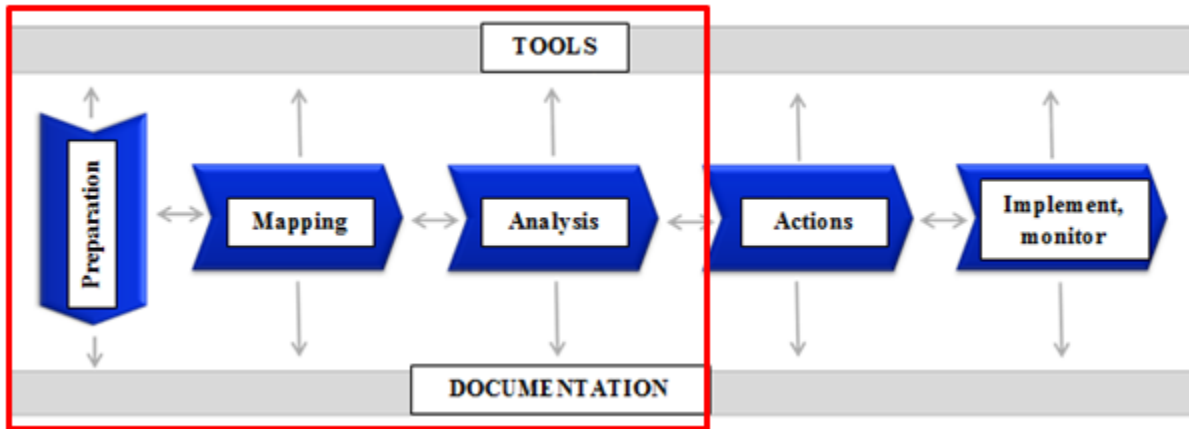 TOOLS
Preparation
Mapping
Analysis
Actions
Implement,
monitor
DOCUMENTATION